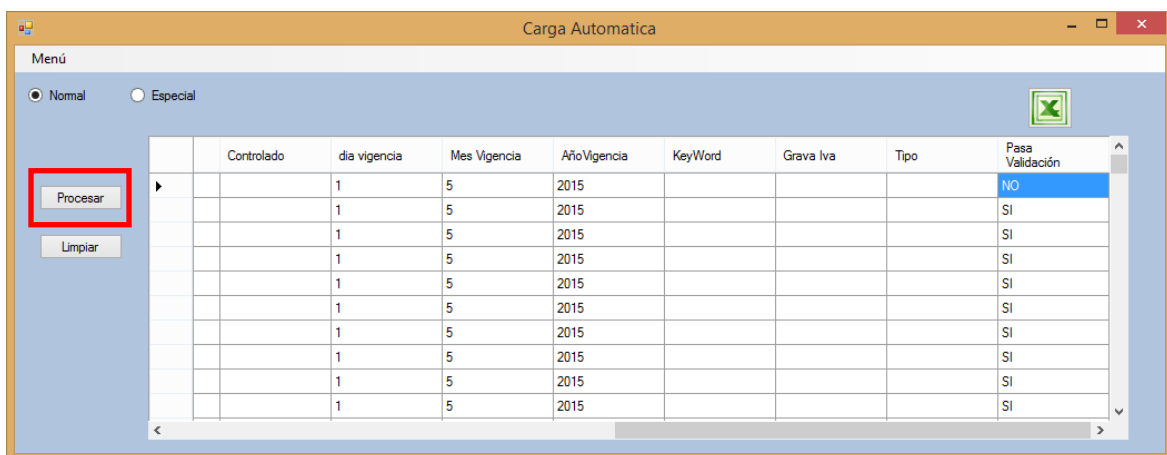 Carga Automatica
Menú
Normal Especial
Controlado dia vigencia Mes Vigencia AñoVigencia KeyWord Grava Iva Tipo Pasa
Validación
1 5 2015 NO
Procesar
1 5 2015 SI
1 5 2015 SI
Limpiar
1 5 2015 SI
1 5 2015 SI
1 5 2015 SI
1 5 2015 SI
1 5 2015 SI
1 5 2015 SI
1 5 2015 SI